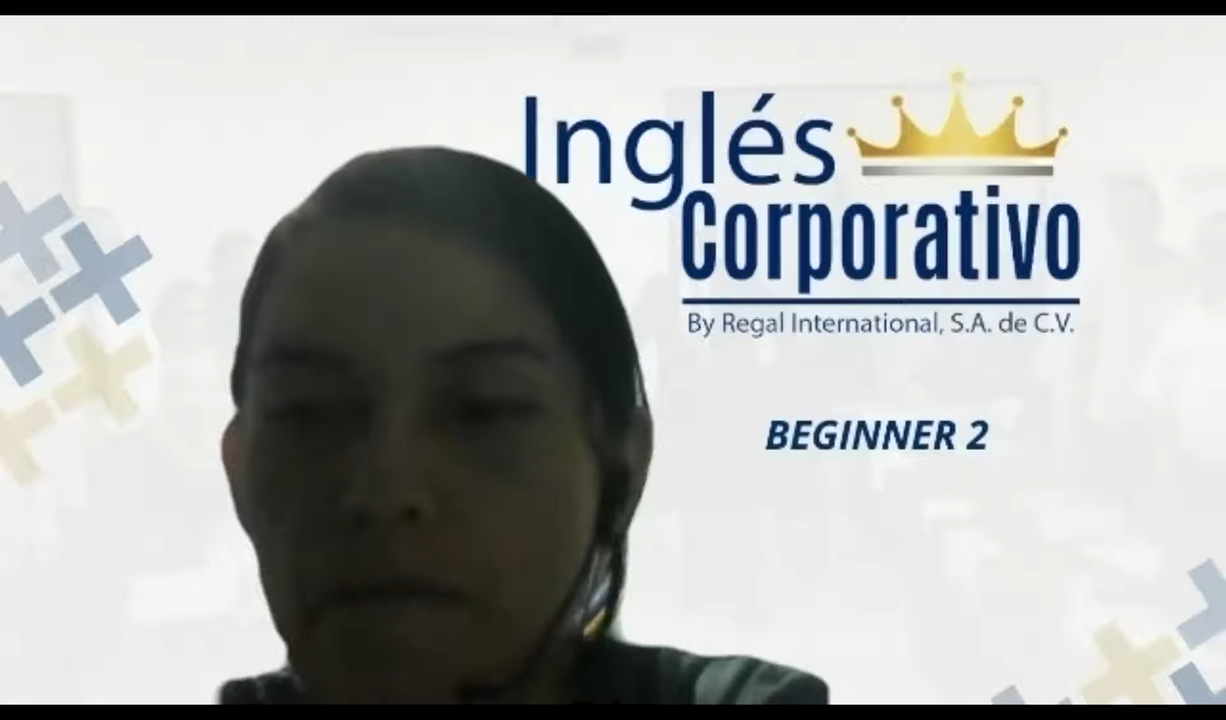 Inglés
Corporativo
By Regal International, S.A. de C.V.
BEGINNER 2